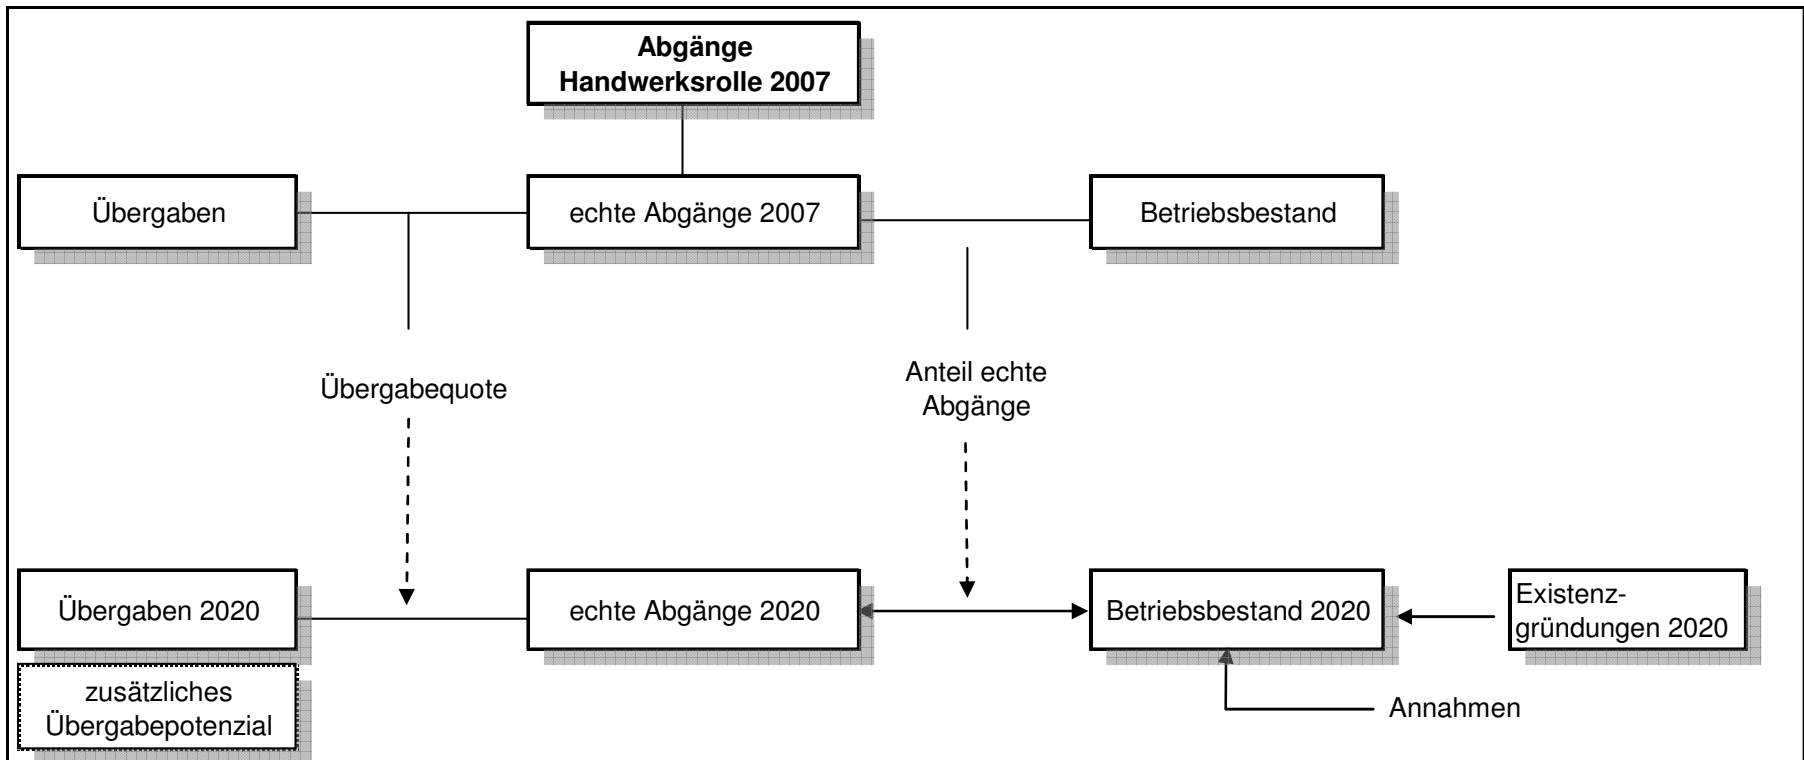 Abgänge
Handwerksrolle 2007
Übergaben
echte Abgänge 2007
Betriebsbestand
Übergabequote
Anteil echte
Abgänge
Übergaben 2020
echte Abgänge 2020
Betriebsbestand 2020
Existenz-
gründungen 2020
zusätzliches
Übergabepotenzial
Annahmen